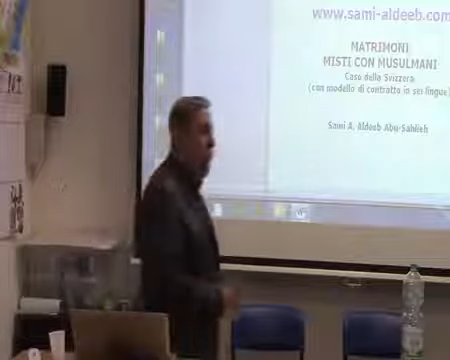 www.sami-aldeeb.com
MATRIMONI
MISTI CON MUSULMANI
Caso della Svizzera
(con modello di contratto in sei lingue)
Sami A. Aldeeb Abu-Sahlieh